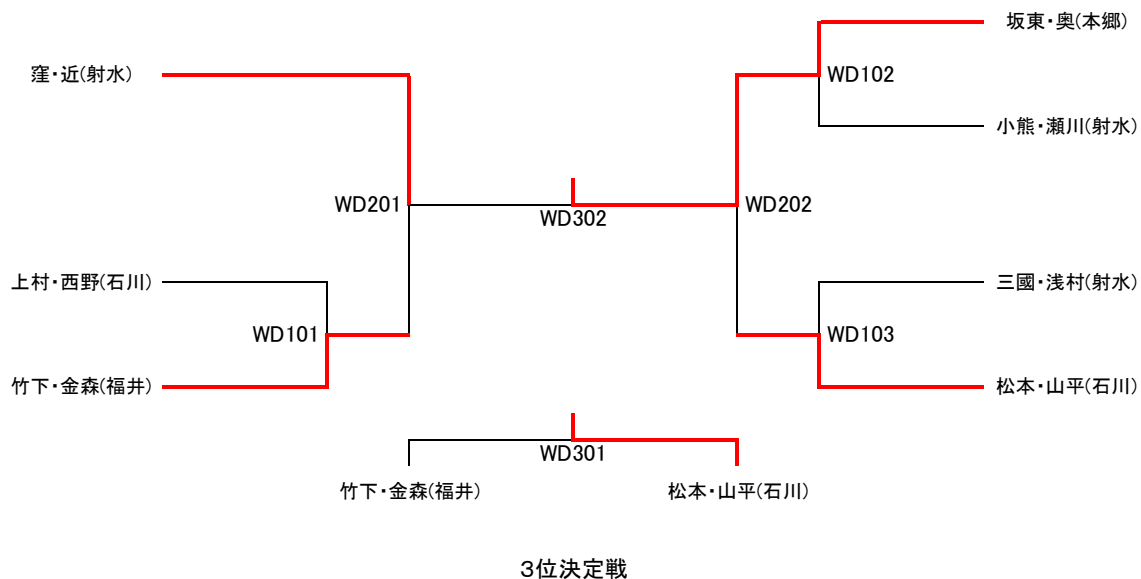 坂東・奥(本郷)
窪・近(射水)
WD102
小熊・瀬川(射水)
WD201
WD202
WD302
上村・西野(石川)
三國・浅村(射水)
WD101
WD103
竹下・金森(福井)
松本・山平(石川)
WD301
竹下・金森(福井)
松本・山平(石川)
3位決定戦